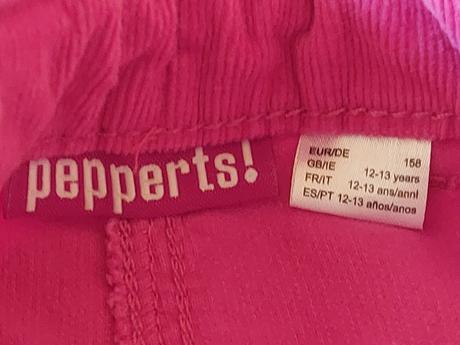 pepperts!
EUR/DE 158
GB/IE 12-13 years
FR/IT 12-13 ans/anni
ES/PT 12-13 años/anos